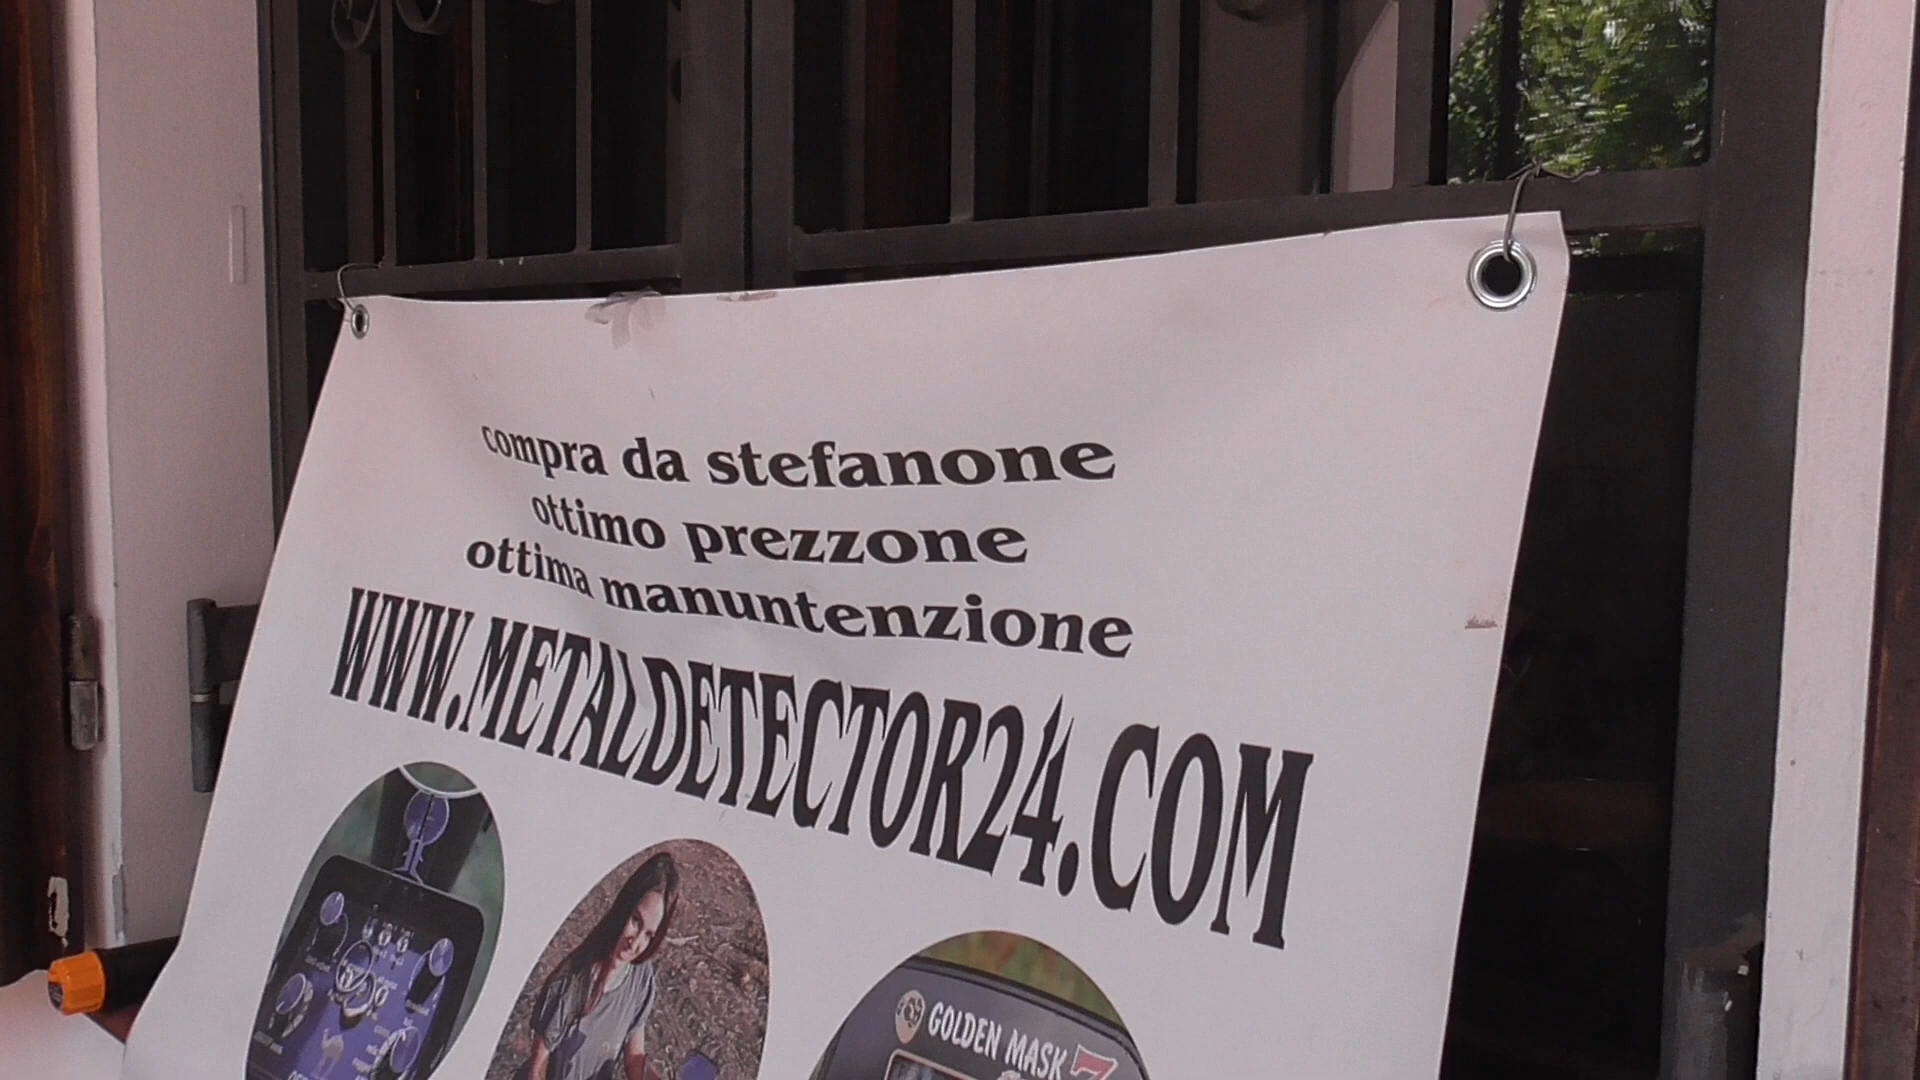 compra da stefanone
ottimo prezzone
ottima manuntenzione
WWW.METALDETECTOR24.COM
GOLDEN MASK